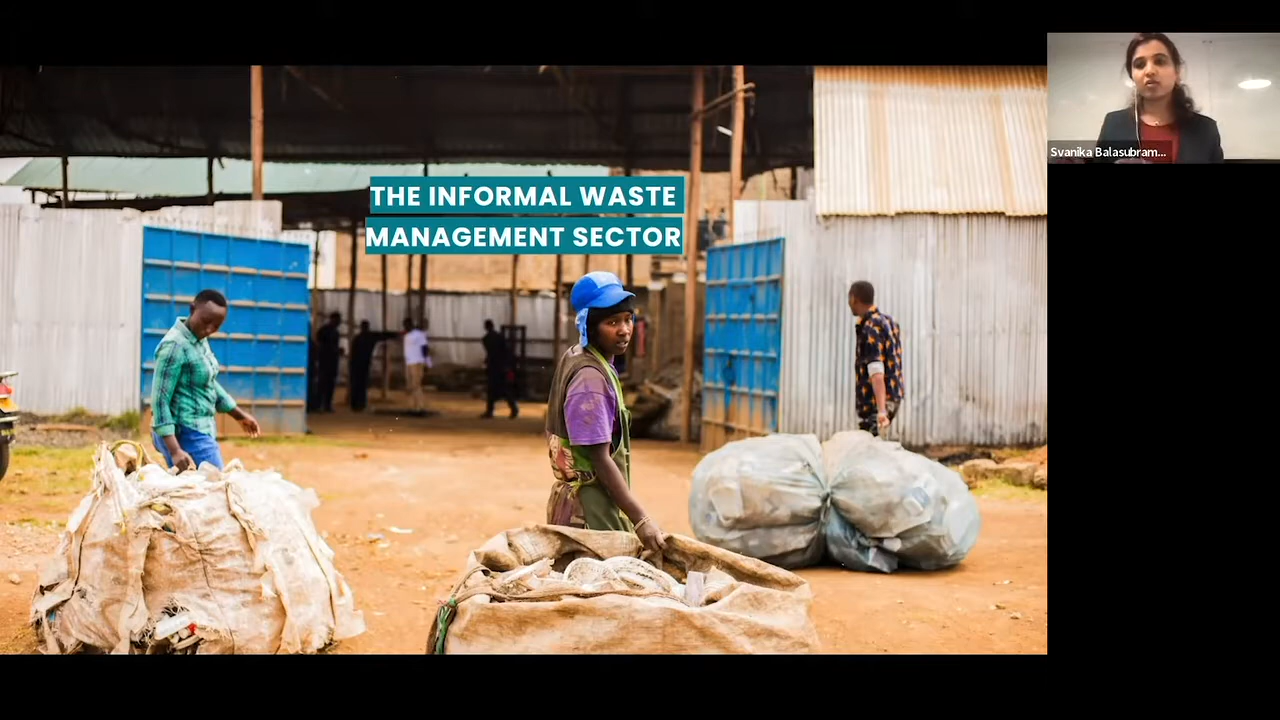 THE INFORMAL WASTE
MANAGEMENT SECTOR
Svanika Balasubram...